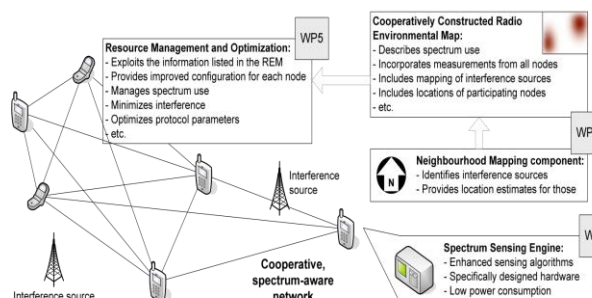 Resource Management and Optimization:
- Exploits the information listed in the REM
- Provides improved configuration for each node
- Manages spectrum use
- Minimizes interference
- Optimizes protocol parameters
- etc.
WP5
Cooperatively Constructed Radio
Environmental Map:
- Describes spectrum use
- Incorporates measurements from all nodes
- Includes mapping of interference sources
- Includes locations of participating nodes
- etc.
WP
Neighbourhood Mapping component:
- Identifies interference sources
- Provides location estimates for those
N
Interference
source
W
Spectrum Sensing Engine:
- Enhanced sensing algorithms
- Specifically designed hardware
- Low power consumption
Cooperative,
spectrum-aware
network
Interference source